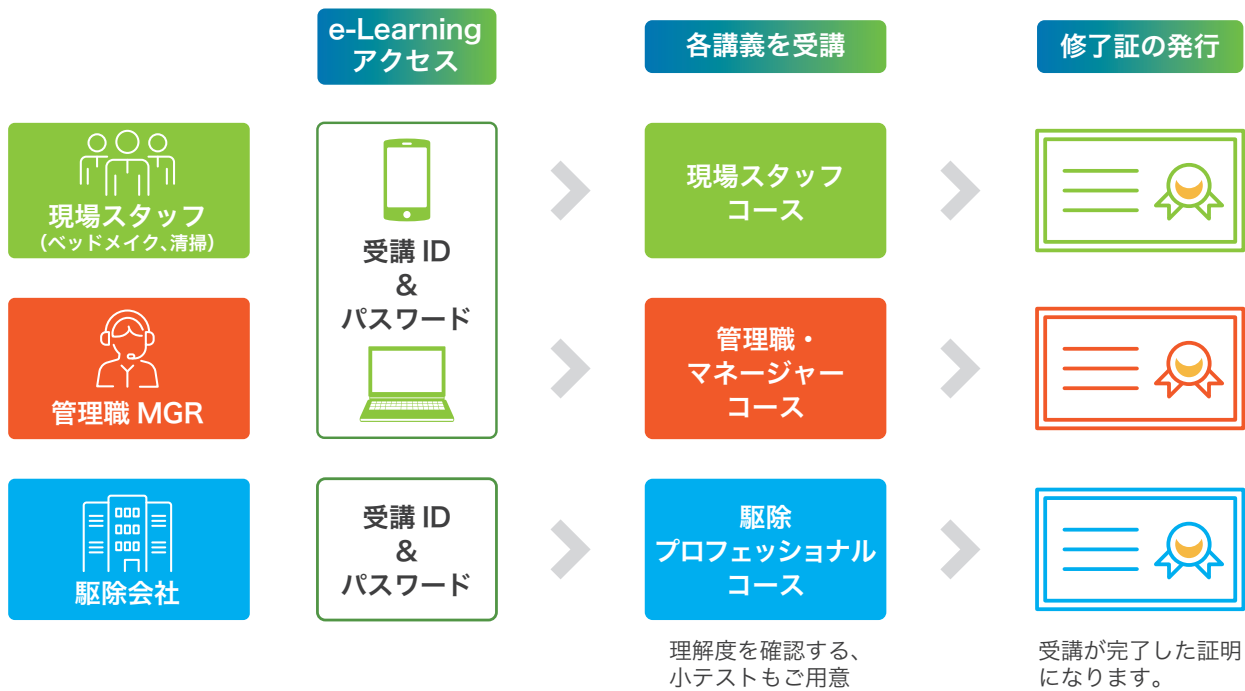 e-Learning
アクセス
各講義を受講
修了証の発行
現場スタッフ
（ベッドメイク、清掃）
受講 ID
&
パスワード
現場スタッフ
コース
管理職 MGR
管理職・
マネージャー
コース
駆除会社
受講 ID
&
パスワード
駆除
プロフェッショナル
コース
理解度を確認する、
小テストもご用意
受講が完了した証明
になります。